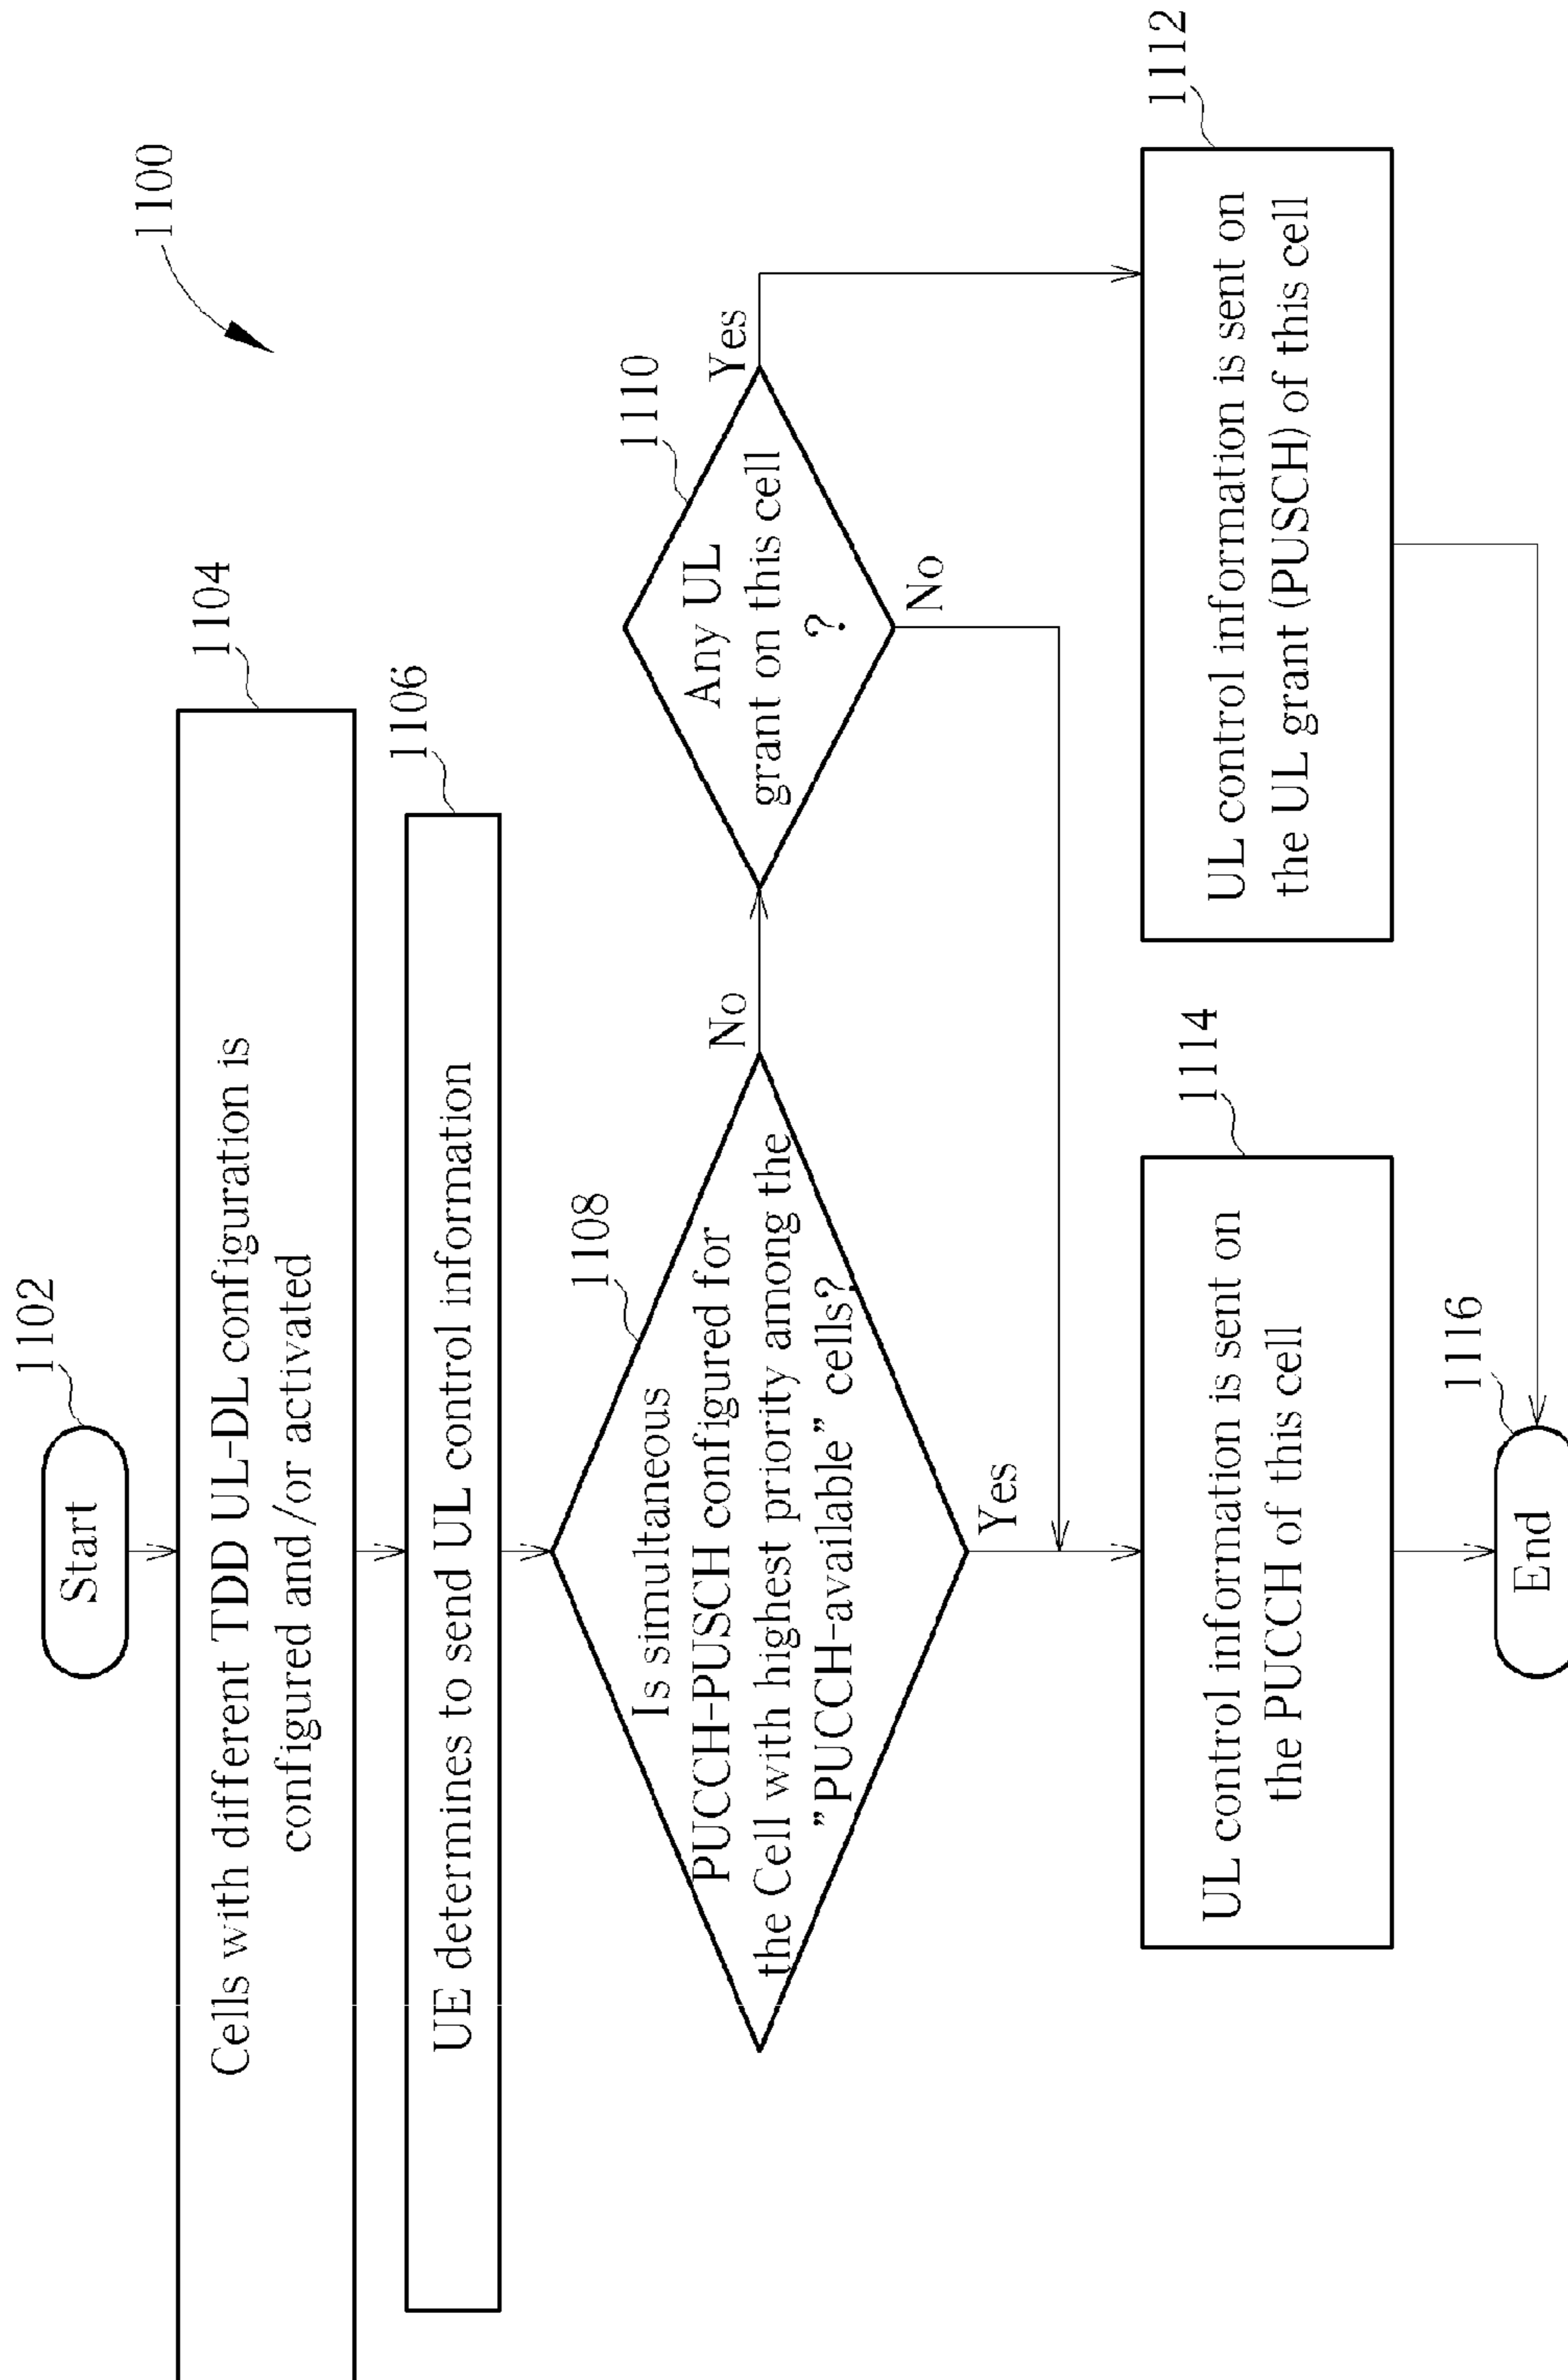 1100
1102
Start
1104
Cells with different TDD UL-DL configuration is
configured and/or activated
1106
UE determines to send UL control information
1108
Is simultaneous
PUCCH-PUSCH configured for
the Cell with highest priority among the
"PUCCH-available" cells?
No
Yes
1110
Any UL
grant on this cell
?
Yes
No
1114
UL control information is sent on
the PUCCH of this cell
1112
UL control information is sent on
the UL grant (PUSCH) of this cell
1116
End